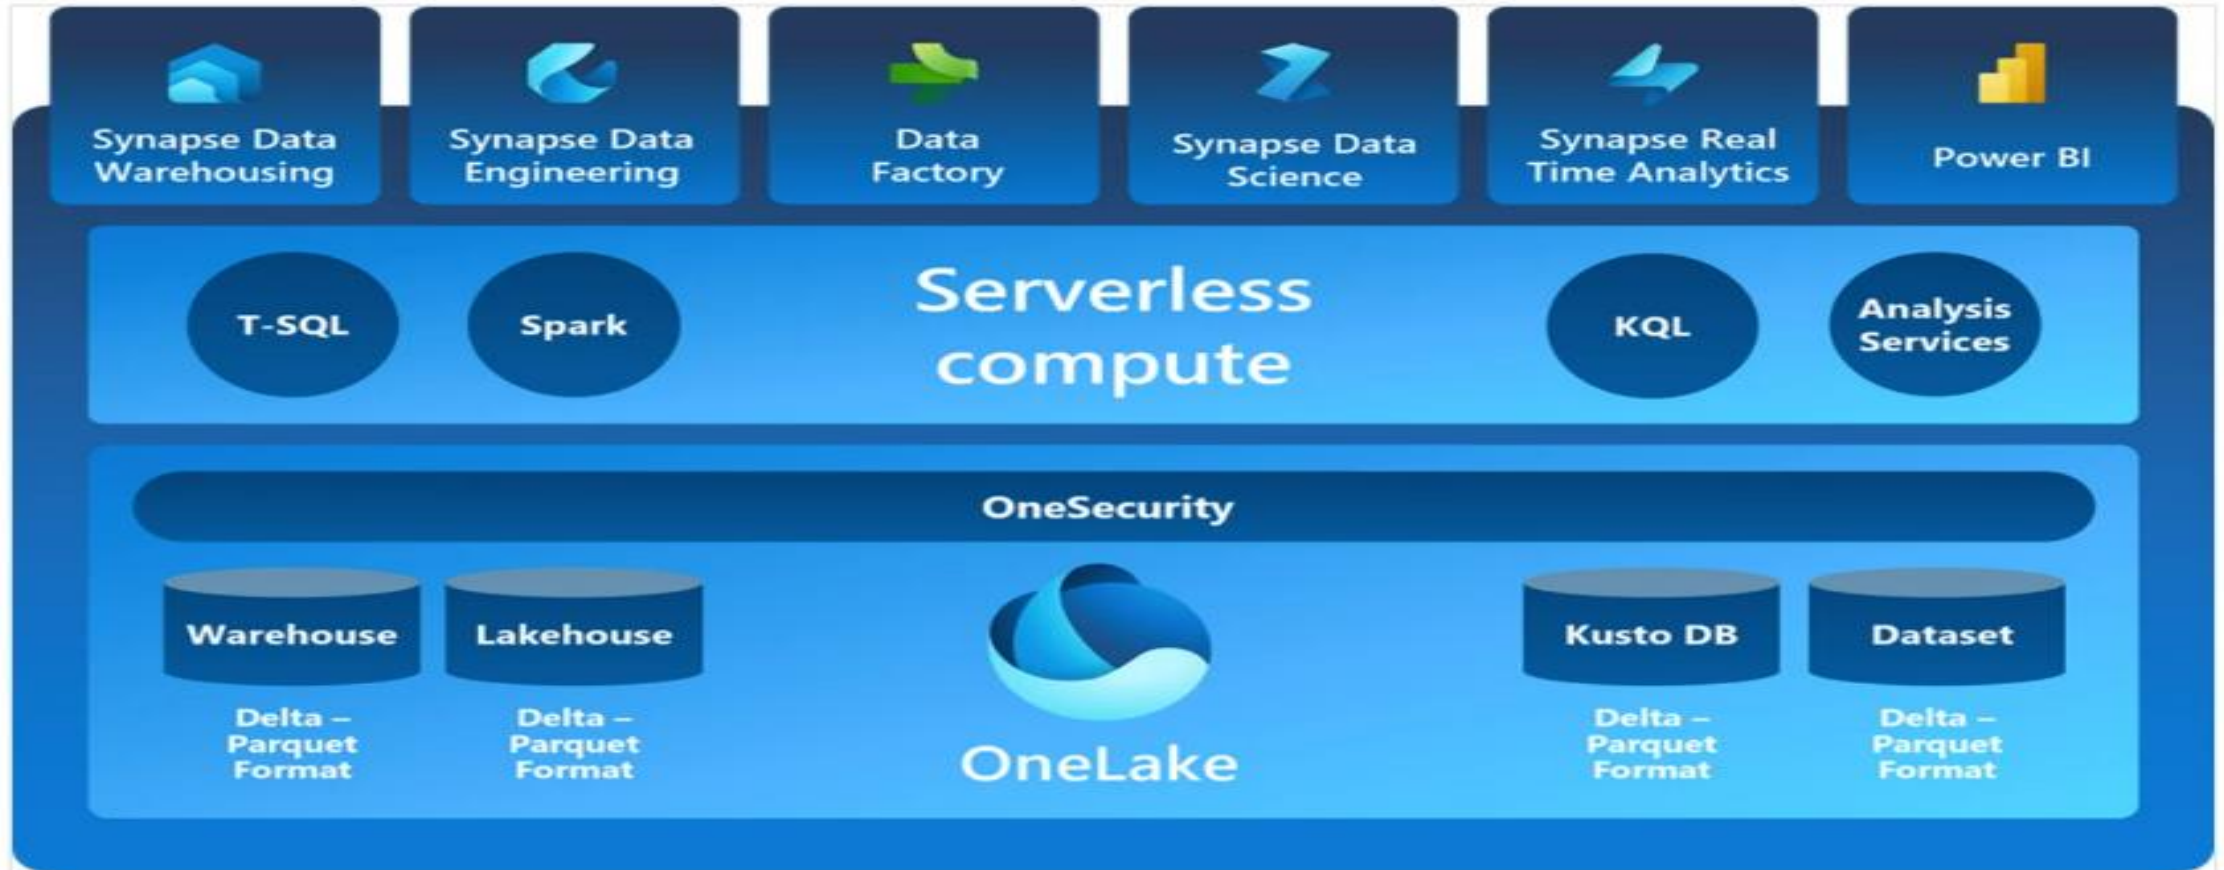 Synapse Data
Warehousing
Synapse Data
Engineering
Data
Factory
Synapse Data
Science
Synapse Real
Time Analytics
Power BI
T-SQL
Spark
Serverless
compute
KQL
Analysis
Services
OneSecurity
Warehouse
Lakehouse
Kusto DB
Dataset
Delta –
Parquet
Format
Delta –
Parquet
Format
OneLake
Delta –
Parquet
Format
Delta –
Parquet
Format